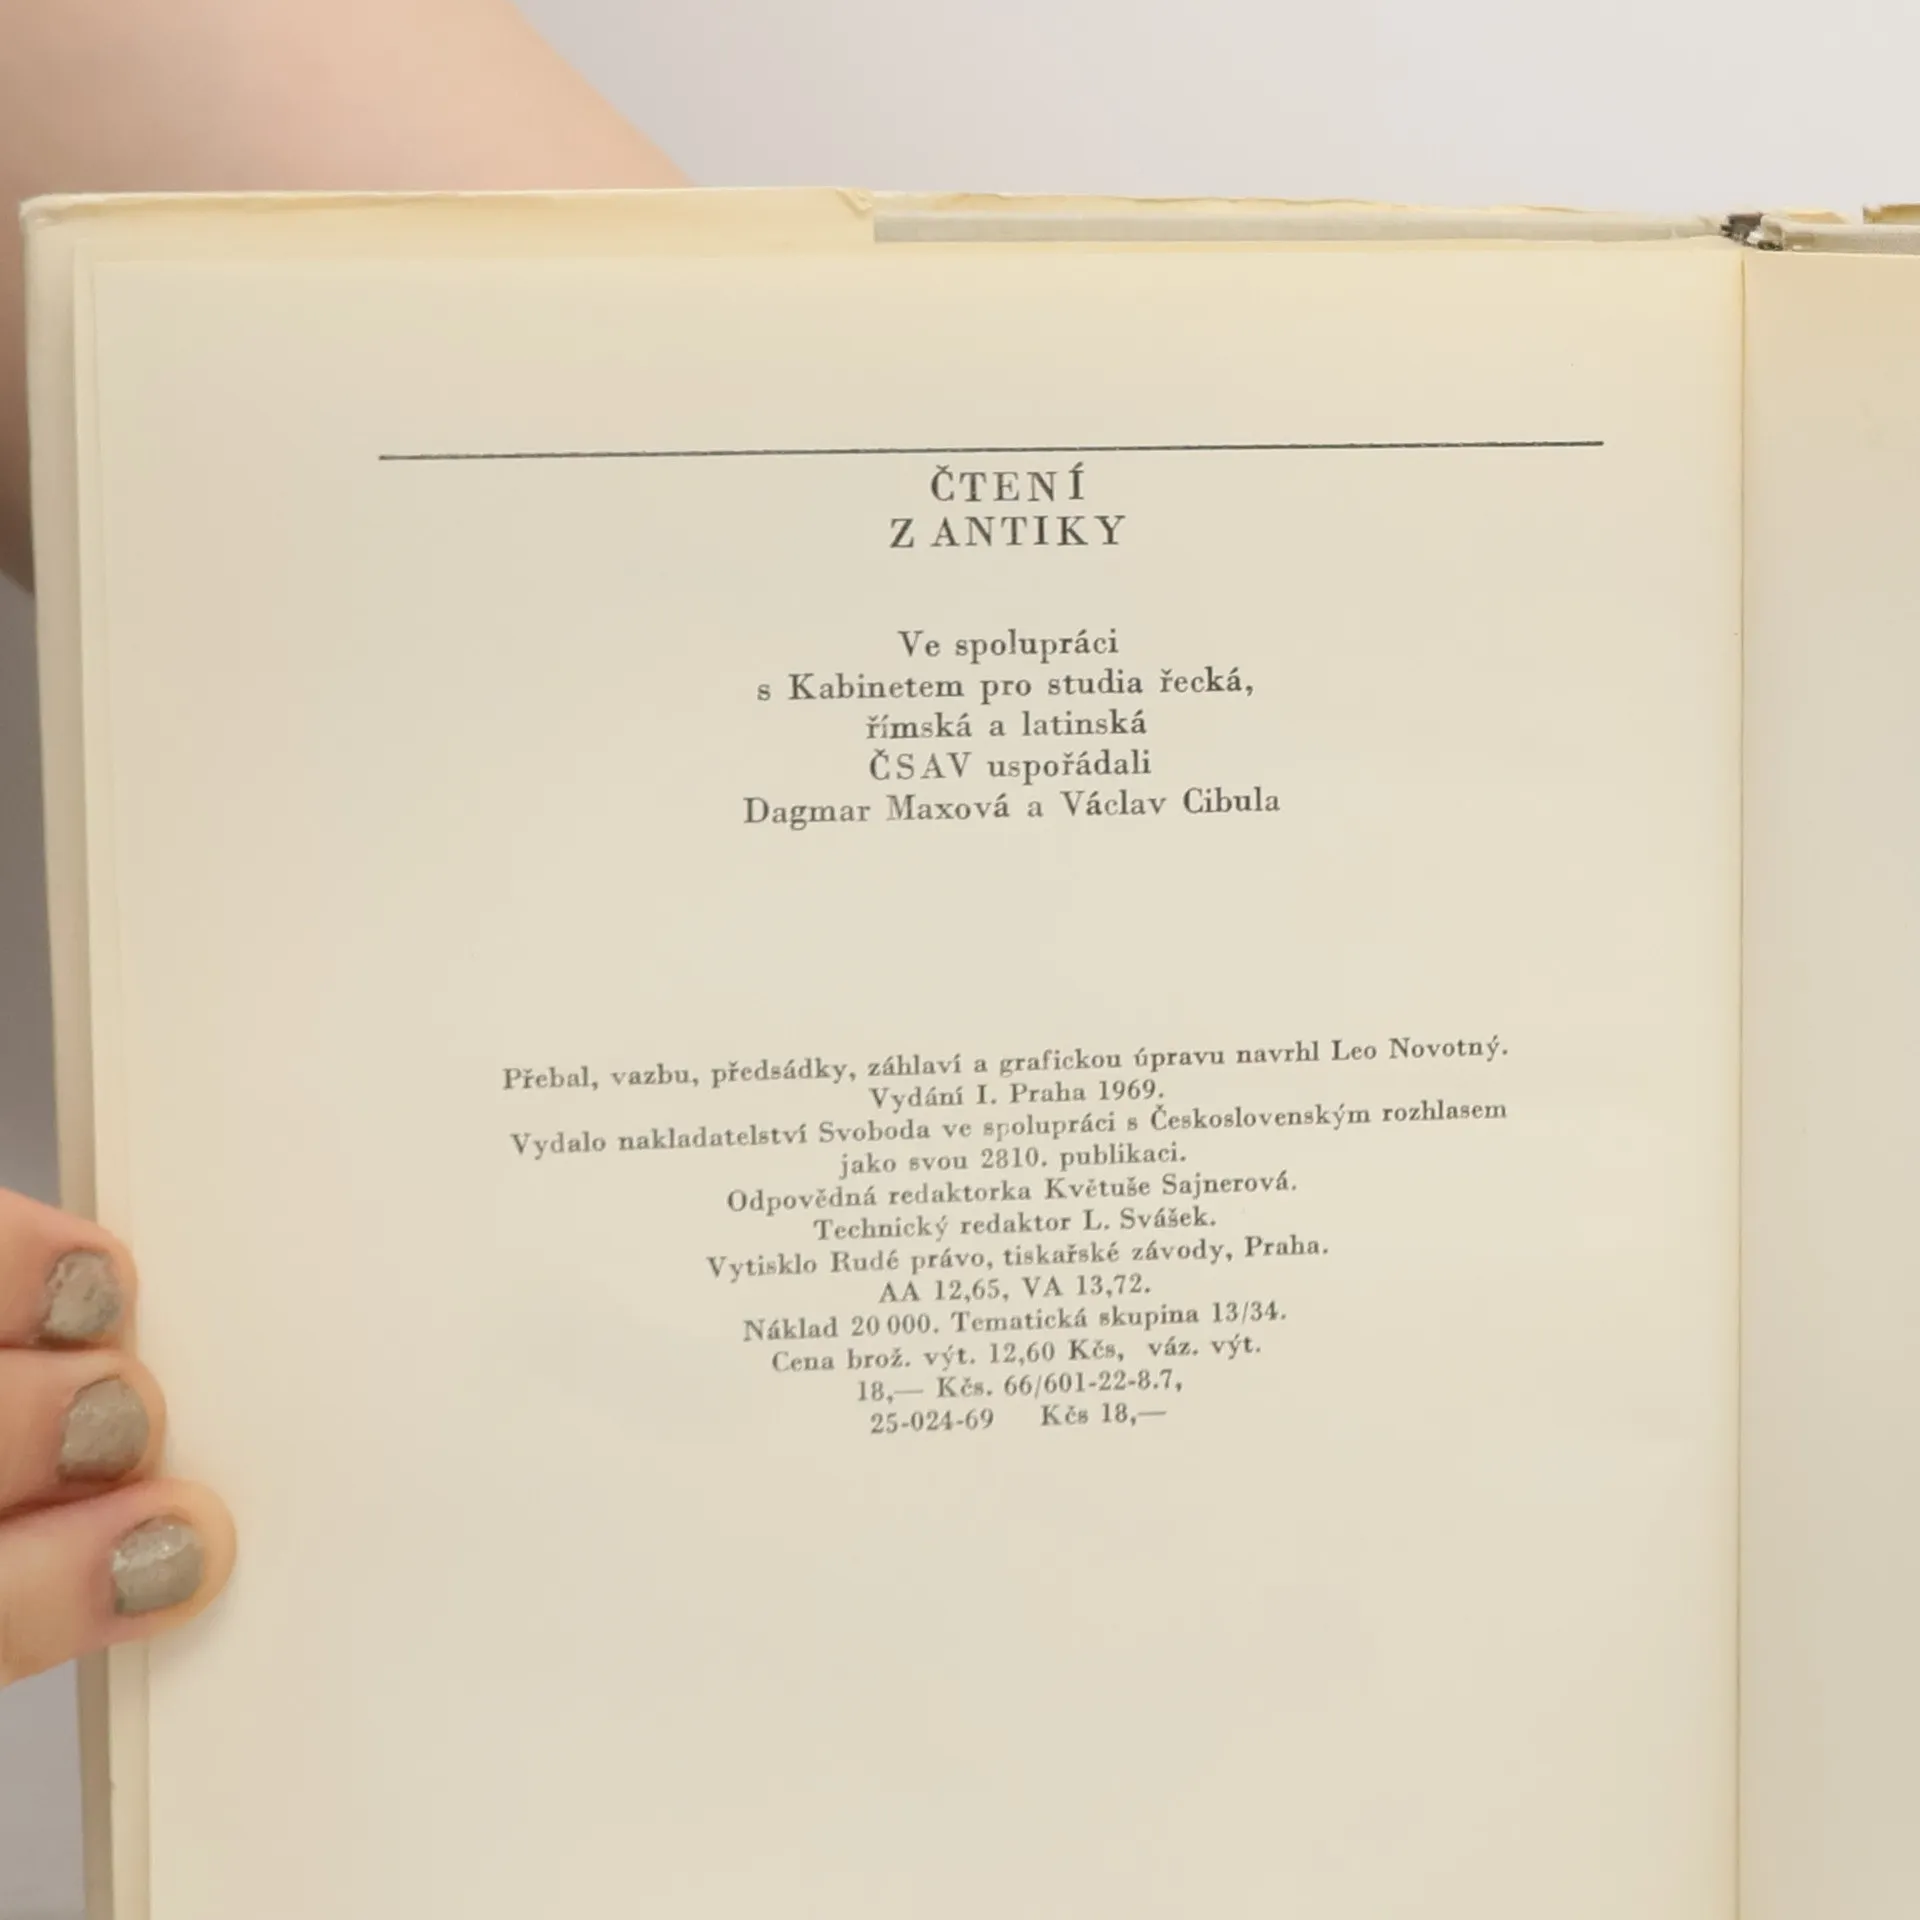 ČTENÍ
Z ANTIKY
Ve spolupráci
s Kabinetem pro studia řecká,
římská a latinská
ČSAV uspořádali
Dagmar Maxová a Václav Cibula
Přebal, vazbu, předsádky, záhlaví a grafickou úpravu navrhl Leo Novotný.
Vydání I. Praha 1969.
Vydalo nakladatelství Svoboda ve spolupráci s Československým rozhlasem
jako svou 2810. publikaci.
Odpovědná redaktorka Květuše Sajnerová.
Technický redaktor L. Svášek.
Vytisklo Rudé právo, tiskařské závody, Praha.
AA 12,65, VA 13,72.
Náklad 20 000. Tematická skupina 13/34.
Cena brož. výt. 12,60 Kčs, váz. výt.
18,— Kčs. 66/601-22-8.7,
25-024-69 Kčs 18,—